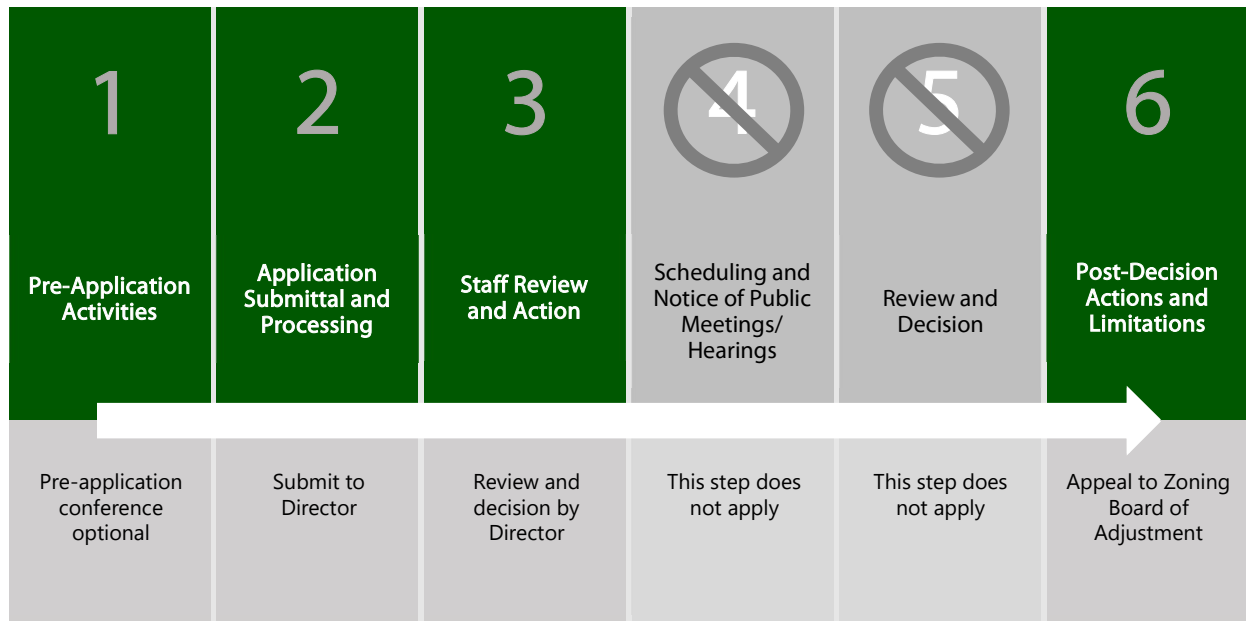 1
2
3
4
5
6
Pre-Application
Activities
Application
Submittal and
Processing
Staff Review
and Action
Scheduling and
Notice of Public
Meetings/
Hearings
Review and
Decision
Post-Decision
Actions and
Limitations
Pre-application
conference
optional
Submit to
Director
Review and
decision by
Director
This step does
not apply
This step does
not apply
Appeal to Zoning
Board of
Adjustment